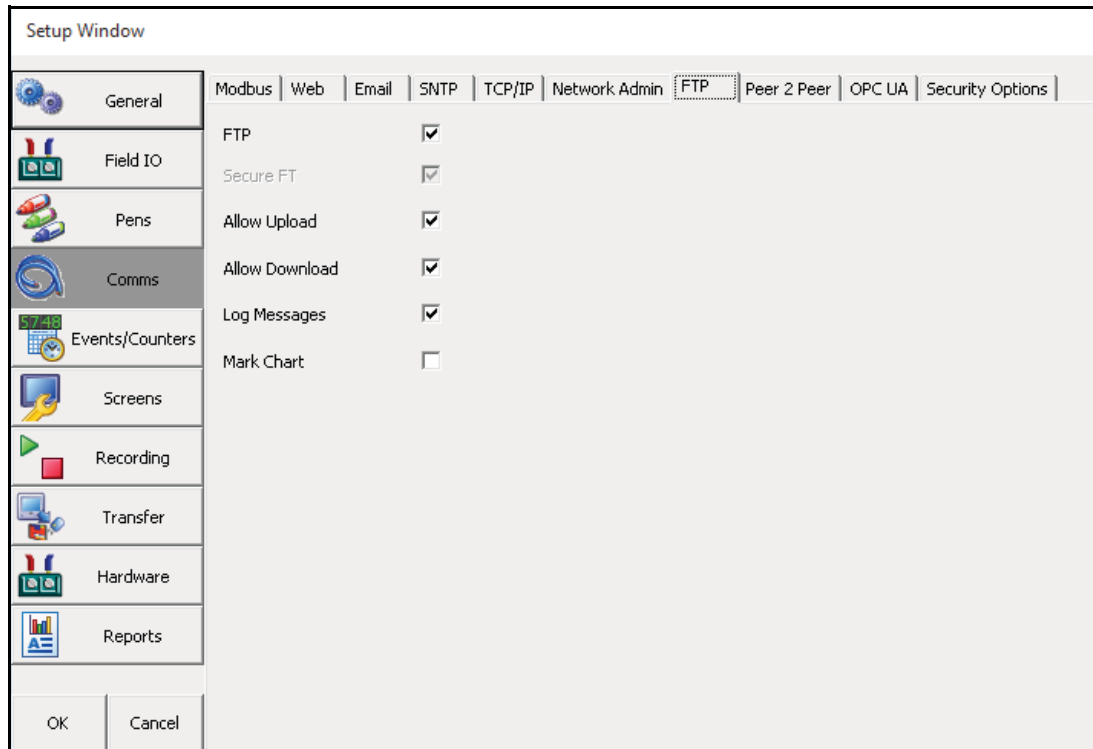 Setup Window
General
Field IO
Pens
Comms
5748
Events/Counters
Screens
Recording
Transfer
Hardware
Reports
OK Cancel
Modbus Web Email SNTP TCP/IP Network Admin FTP Peer 2 Peer OPC UA Security Options
FTP
Secure FT
Allow Upload
Allow Download
Log Messages
Mark Chart